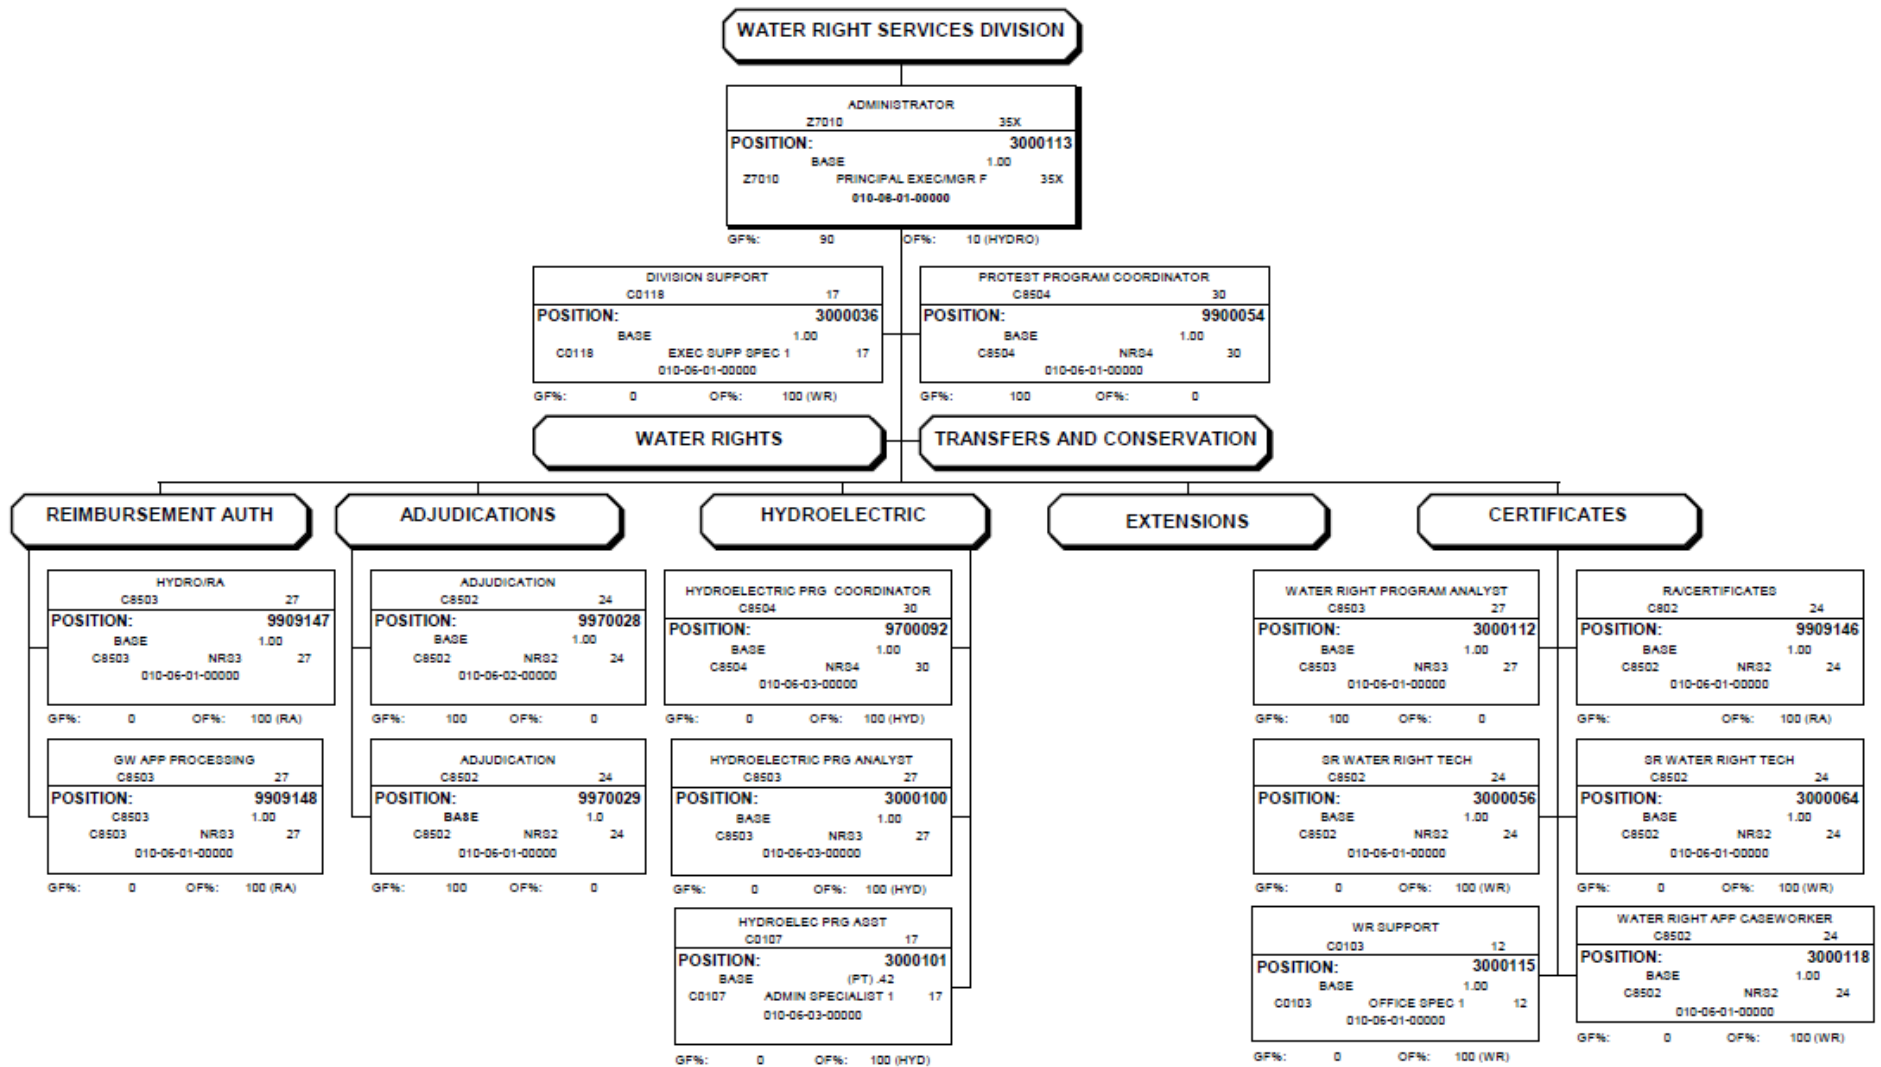 WATER RIGHT SERVICES DIVISION
ADMINISTRATOR
Z7010 35X
POSITION: 3000113
BASE 1.00
Z7010 PRINCIPAL EXEC/MGR F 35X
010-06-01-00000
GF%: 90 OF%: 10 (HYDRO)
DIVISION SUPPORT
C0118 17
POSITION: 3000036
BASE 1.00
C0118 EXEC SUPP SPEC 1 17
010-06-01-00000
GF%: 0 OF%: 100 (WR)
PROTEST PROGRAM COORDINATOR
C8504 30
POSITION: 9900054
BASE 1.00
C8504 NRS4 30
010-06-01-00000
GF%: 100 OF%: 0
WATER RIGHTS
TRANSFERS AND CONSERVATION
REIMBURSEMENT AUTH
HYDRO/RA
C8503 27
POSITION: 9909147
BASE 1.00
C8503 NRS3 27
010-06-01-00000
GF%: 0 OF%: 100 (RA)
GW APP PROCESSING
C8503 27
POSITION: 9909148
C8503 1.00
C8503 NRS3 27
010-06-01-00000
GF%: 0 OF%: 100 (RA)
ADJUDICATIONS
ADJUDICATION
C8502 24
POSITION: 9970028
BASE 1.00
C8502 NRS2 24
010-06-02-00000
GF%: 100 OF%: 0
ADJUDICATION
C8502 24
POSITION: 9970029
BASE 1.0
C8502 NRS2 24
010-06-01-00000
GF%: 100 OF%: 0
HYDROELECTRIC
HYDROELECTRIC PRG COORDINATOR
C8504 30
POSITION: 9700092
BASE 1.00
C8504 NRS4 30
010-06-03-00000
GF%: 0 OF%: 100 (HYD)
HYDROELECTRIC PRG ANALYST
C8503 27
POSITION: 3000100
BASE 1.00
C8503 NRS3 27
010-06-03-00000
GF%: 0 OF%: 100 (HYD)
HYDROELEC PRG ASST
C0107 17
POSITION: 3000101
BASE (PT) .42
C0107 ADMIN SPECIALIST 1 17
010-06-03-00000
GF%: 0 OF%: 100 (HYD)
EXTENSIONS
CERTIFICATES
WATER RIGHT PROGRAM ANALYST
C8503 27
POSITION: 3000112
BASE 1.00
C8503 NRS3 27
010-06-01-00000
GF%: 100 OF%: 0
RA/CERTIFICATES
C802 24
POSITION: 9909146
BASE 1.00
C8502 NRS2 24
010-06-01-00000
GF%: OF%: 100 (RA)
SR WATER RIGHT TECH
C8502 24
POSITION: 3000056
BASE 1.00
C8502 NRS2 24
010-06-01-00000
GF%: 0 OF%: 100 (WR)
SR WATER RIGHT TECH
C8502 24
POSITION: 3000064
BASE 1.00
C8502 NRS2 24
010-06-01-00000
GF%: 0 OF%: 100 (WR)
WR SUPPORT
C0103 12
POSITION: 3000115
BASE 1.00
C0103 OFFICE SPEC 1 12
010-06-01-00000
GF%: 0 OF%: 100 (WR)
WATER RIGHT APP CASEWORKER
C8502 24
POSITION: 3000118
BASE 1.00
C8502 NRS2 24
010-06-01-00000
GF%: 0 OF%: 100 (WR)